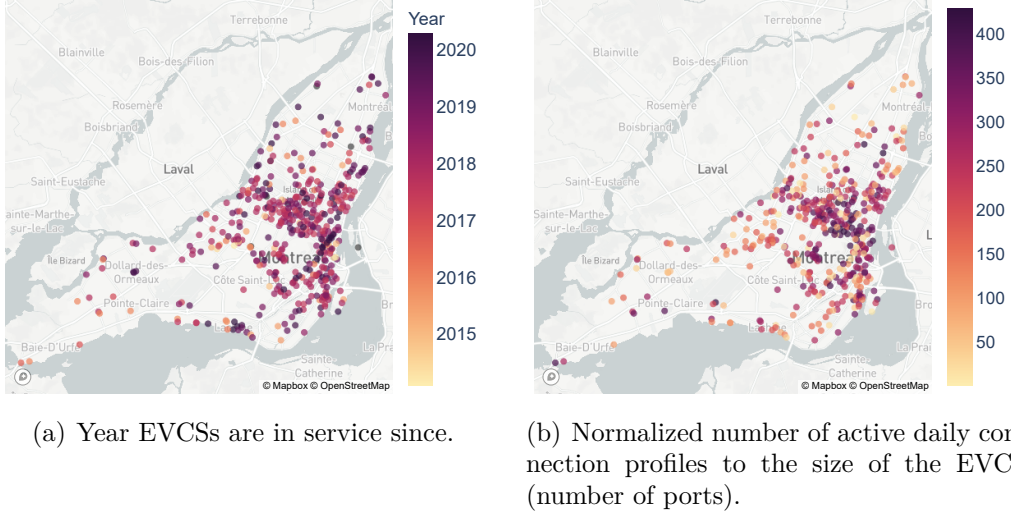 Year
2020
2019
2018
2017
2016
2015
Terrebonne
Blainville
Bois-des-Filion
Rosemère
Boisbriand
Montréal
Laval
Saint-Eustache
Sainte-Marthe-
sur-le-Lac
Île Bizard
Dollard-des-
Ormeaux
Côte Saint-Luc
Pointe-Claire
Baie-D'Urfé
Sainte-
Catherine
© Mapbox © OpenStreetMap
400
350
300
250
200
150
100
50
Terrebonne
Blainville
Bois-des-Filion
Rosemère
Boisbriand
Montréal
Laval
Saint-Eustache
Sainte-Marthe-
sur-le-Lac
Île Bizard
Dollard-des-
Ormeaux
Côte Saint-Luc
Pointe-Claire
Baie-D'Urfé
Sainte-
Catherine
La Prai
© Mapbox © OpenStreetMap
(a) Year EVCSs are in service since.
(b) Normalized number of active daily con
nection profiles to the size of the EVC
(number of ports).